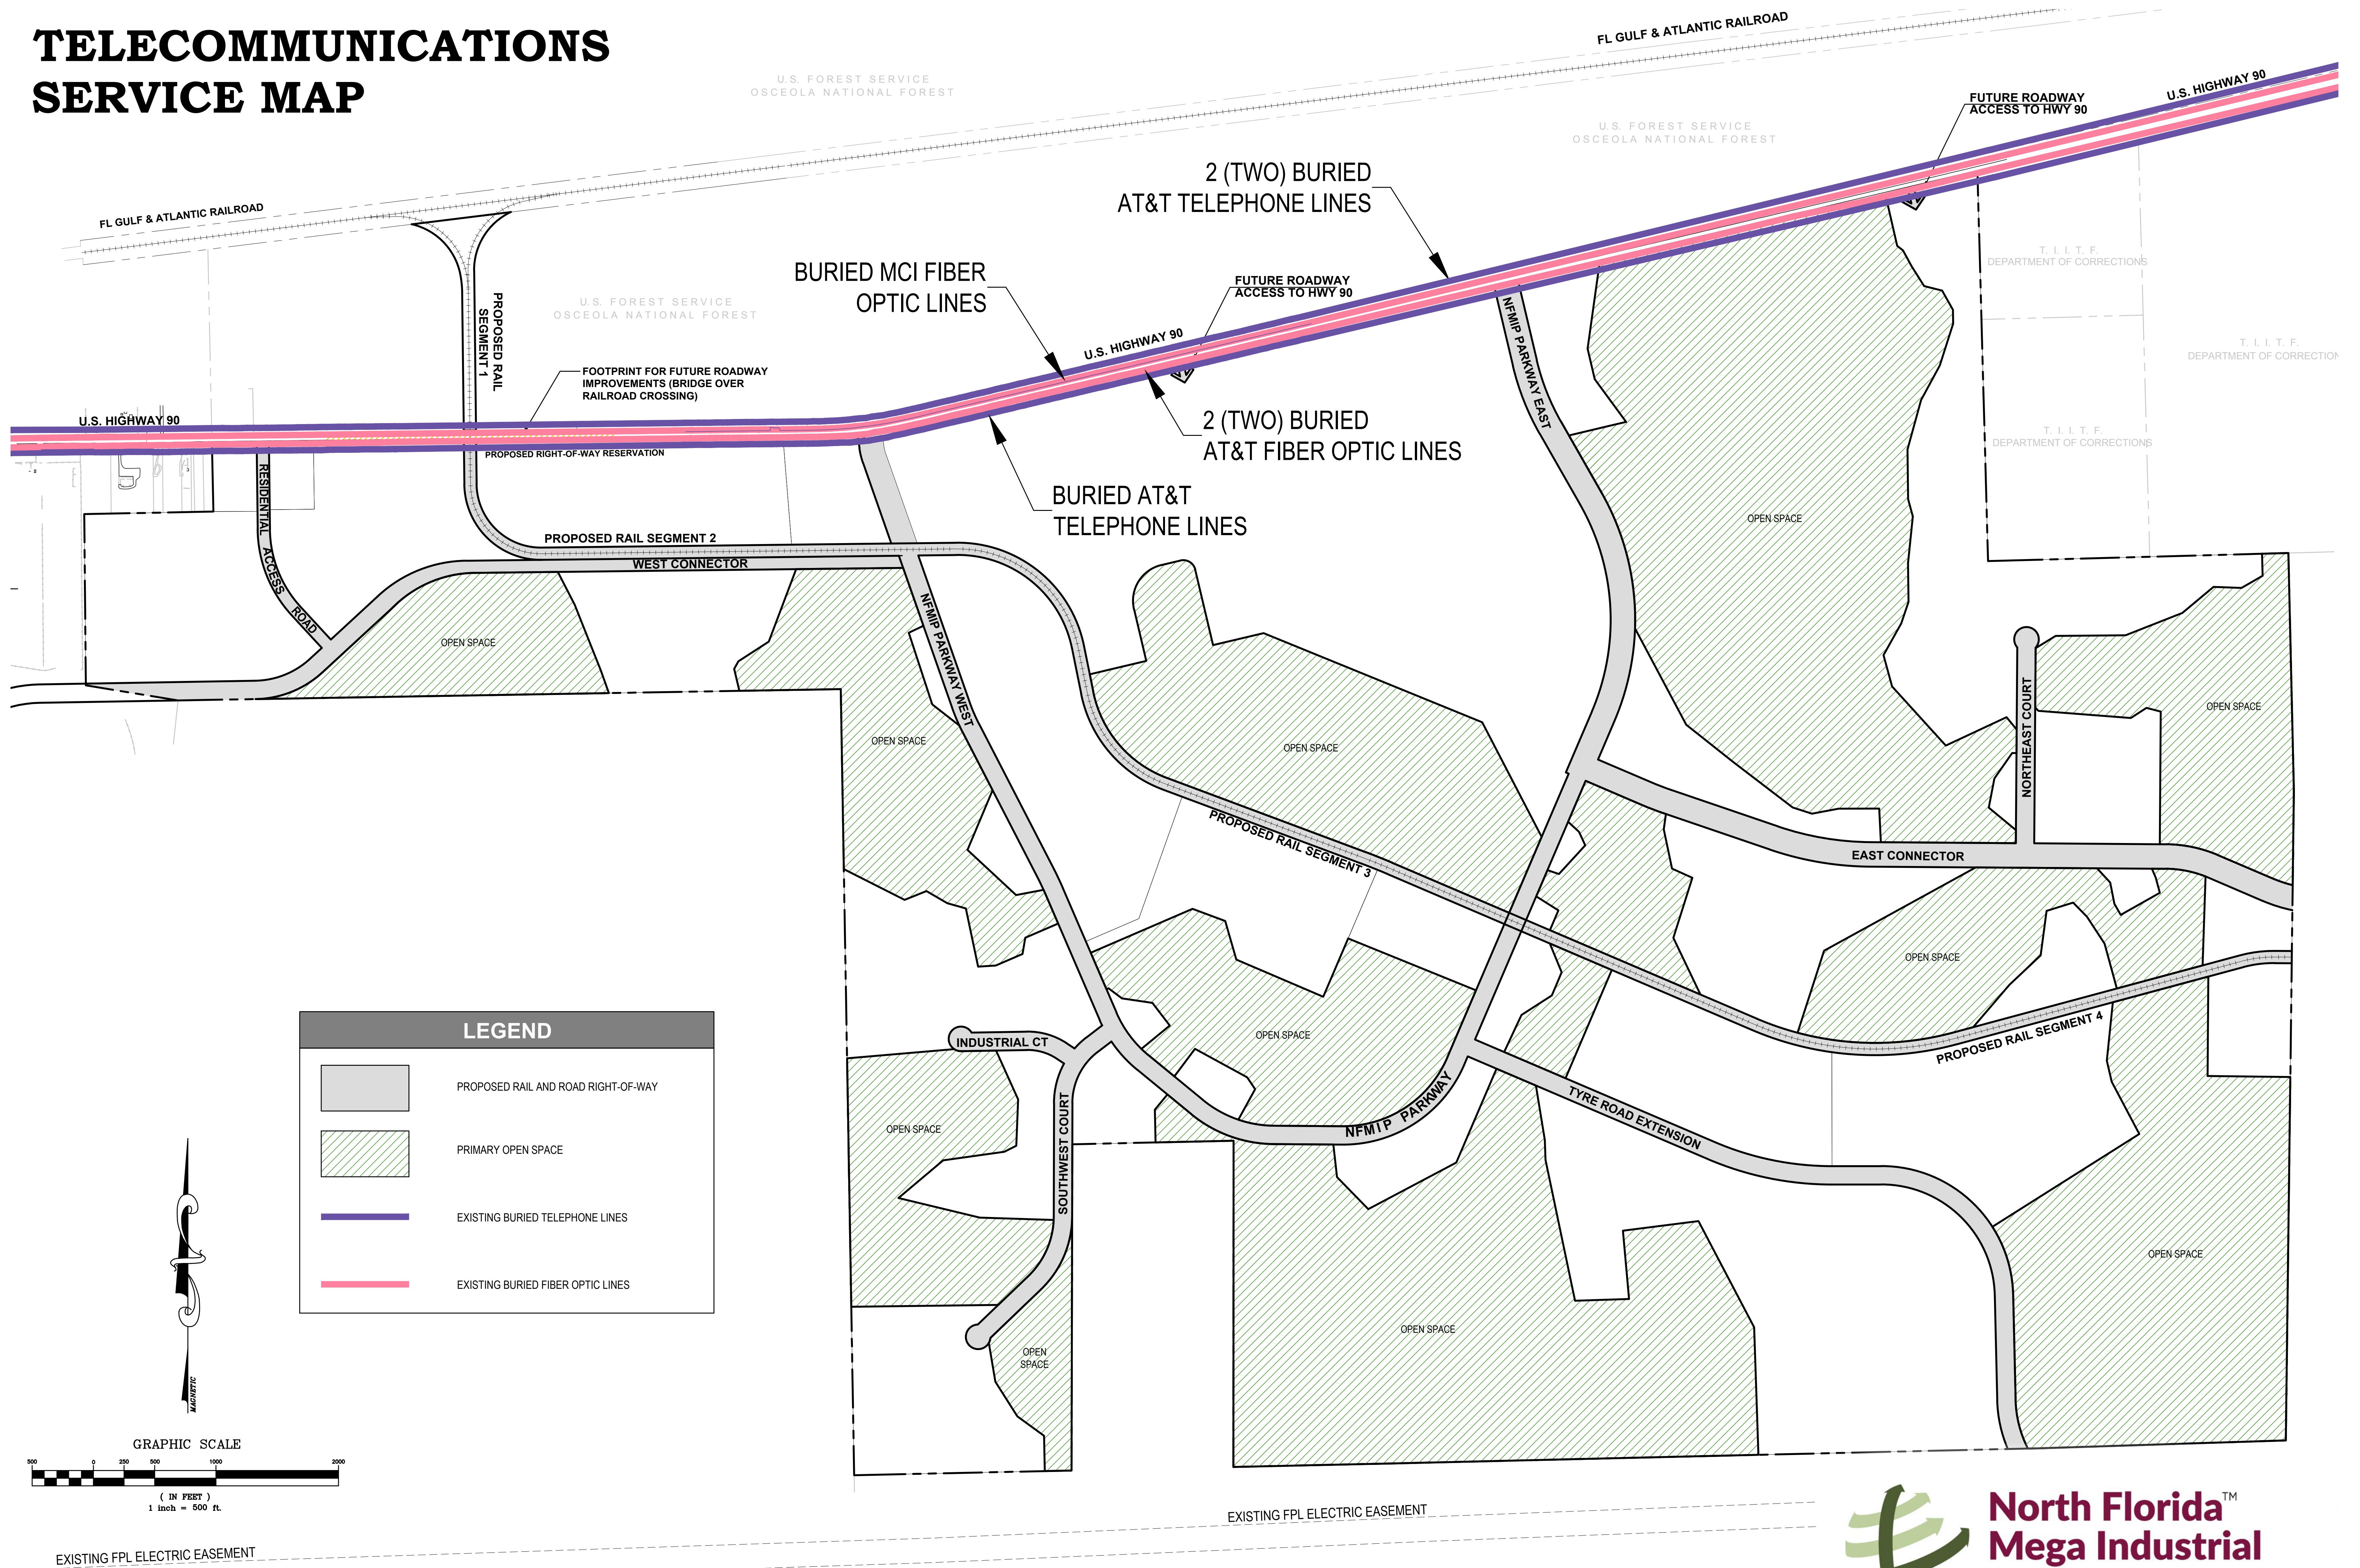 TELECOMMUNICATIONS
SERVICE MAP
FL GULF & ATLANTIC RAILROAD
U.S. FOREST SERVICE
OSCEOLA NATIONAL FOREST
U.S. HIGHWAY 90
FUTURE ROADWAY
ACCESS TO HWY 90
U.S. FOREST SERVICE
OSCEOLA NATIONAL FOREST
2 (TWO) BURIED
AT&T TELEPHONE LINES
FL GULF & ATLANTIC RAILROAD
T. I. I. T. F.
DEPARTMENT OF CORRECTIONS
BURIED MCI FIBER
OPTIC LINES
FUTURE ROADWAY
ACCESS TO HWY 90
U.S. FOREST SERVICE
OSCEOLA NATIONAL FOREST
PROPOSED RAIL
SEGMENT 1
U.S. HIGHWAY 90
NFMIP PARKWAY EAST
T. I. I. T. F.
DEPARTMENT OF CORRECTION
FOOTPRINT FOR FUTURE ROADWAY
IMPROVEMENTS (BRIDGE OVER
RAILROAD CROSSING)
U.S. HIGHWAY 90
2 (TWO) BURIED
AT&T FIBER OPTIC LINES
T. I. I. T. F.
DEPARTMENT OF CORRECTIONS
PROPOSED RIGHT-OF-WAY RESERVATION
RESIDENTIAL ACCESS ROAD
BURIED AT&T
TELEPHONE LINES
OPEN SPACE
PROPOSED RAIL SEGMENT 2
WEST CONNECTOR
OPEN SPACE
NFMIP PARKWAY WEST
OPEN SPACE
OPEN SPACE
OPEN SPACE
NORTHEAST COURT
PROPOSED RAIL SEGMENT 3
EAST CONNECTOR
OPEN SPACE
OPEN SPACE
PROPOSED RAIL SEGMENT 4
INDUSTRIAL CT
OPEN SPACE
SOUTHWEST COURT
NFMIP PARKWAY
TYRE ROAD EXTENSION
OPEN SPACE
OPEN SPACE
OPEN
SPACE
LEGEND
PROPOSED RAIL AND ROAD RIGHT-OF-WAY
PRIMARY OPEN SPACE
EXISTING BURIED TELEPHONE LINES
EXISTING BURIED FIBER OPTIC LINES
MAGNETIC
GRAPHIC SCALE
500 0 250 500 1000 2000
( IN FEET )
1 inch = 500 ft.
EXISTING FPL ELECTRIC EASEMENT
EXISTING FPL ELECTRIC EASEMENT
North Florida™
Mega Industrial